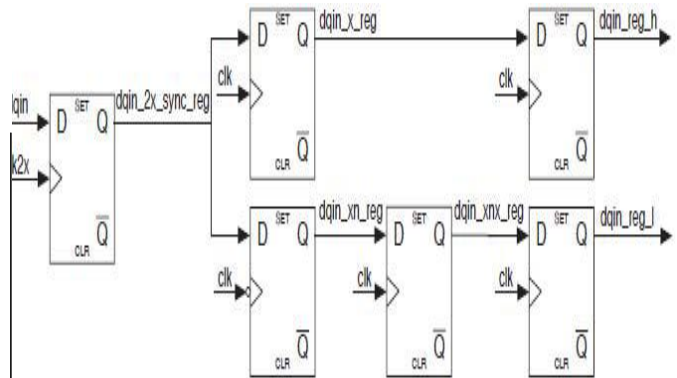 dqin_x_reg
dqin_reg_h
D SET Q
D SET Q
clk
clk
dqin
dqin_2x_sync_reg
D SET Q
Q
CLR
Q
CLR
k2x
Q
CLR
dqin_xn_reg
dqin_xnx_reg
dqin_reg_l
D SET Q
D SET Q
D SET Q
clk
clk
clk
Q
CLR
Q
CLR
Q
CLR